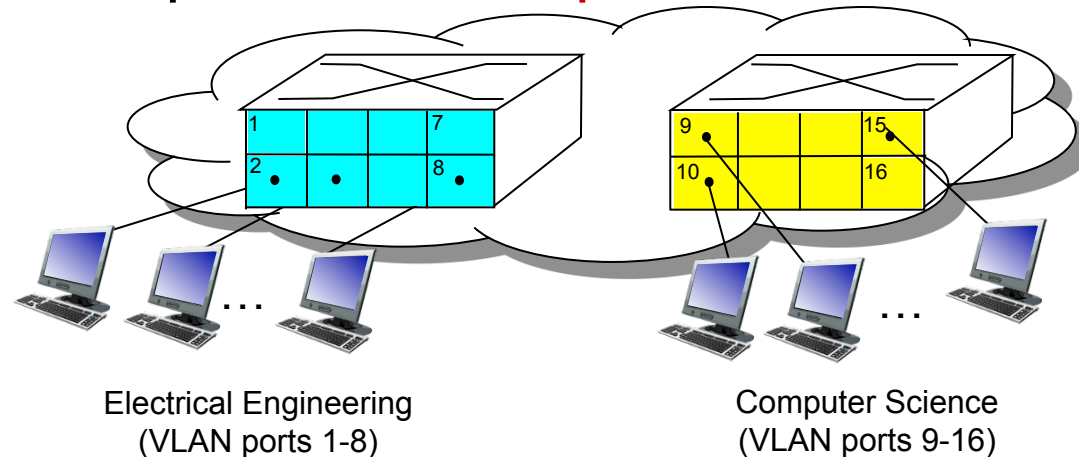 1 7
2 8
9 15
10 16
... ...
Electrical Engineering
(VLAN ports 1-8)
Computer Science
(VLAN ports 9-16)